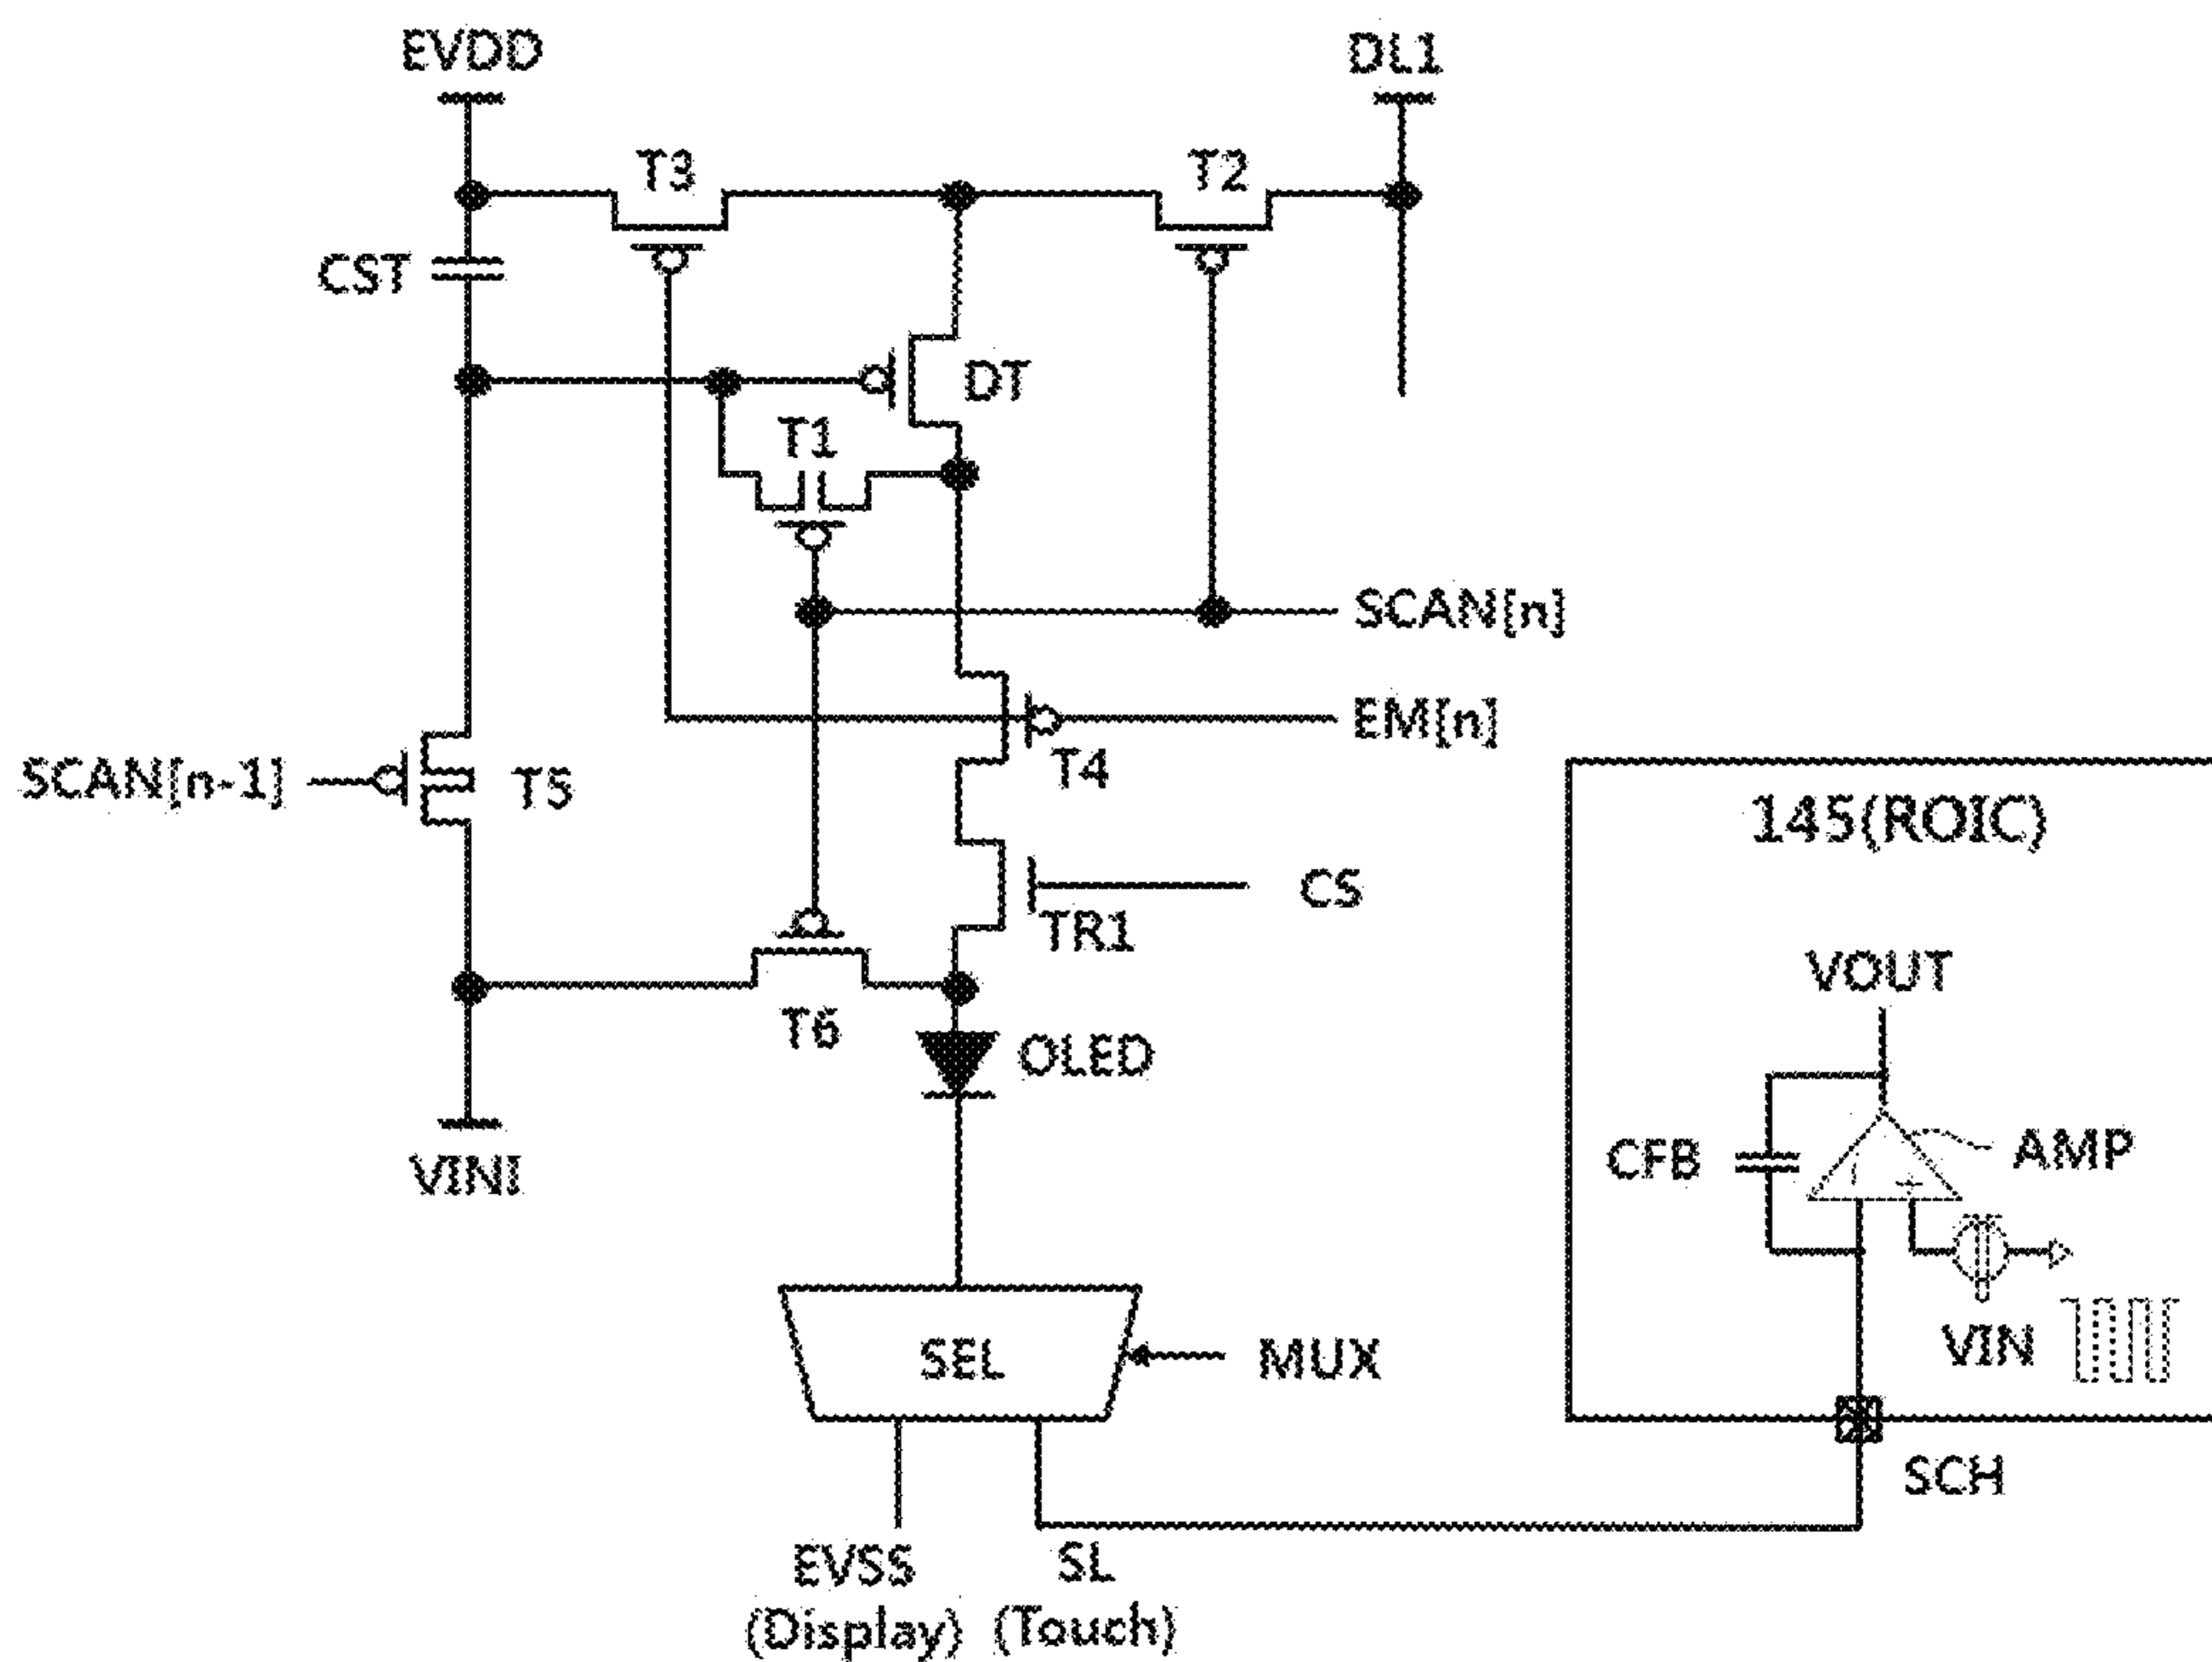 EVDD
DL1
T3
T2
CST
DT
T1
SCAN[n]
EM[n]
SCAN[n-1]
T5
T4
145(ROIC)
CS
TR1
VOUT
T6
OLED
CFB
AMP
- +
VINI
VIN
SEL
MUX
SCH
EVSS
SL
(Display)
(Touch)